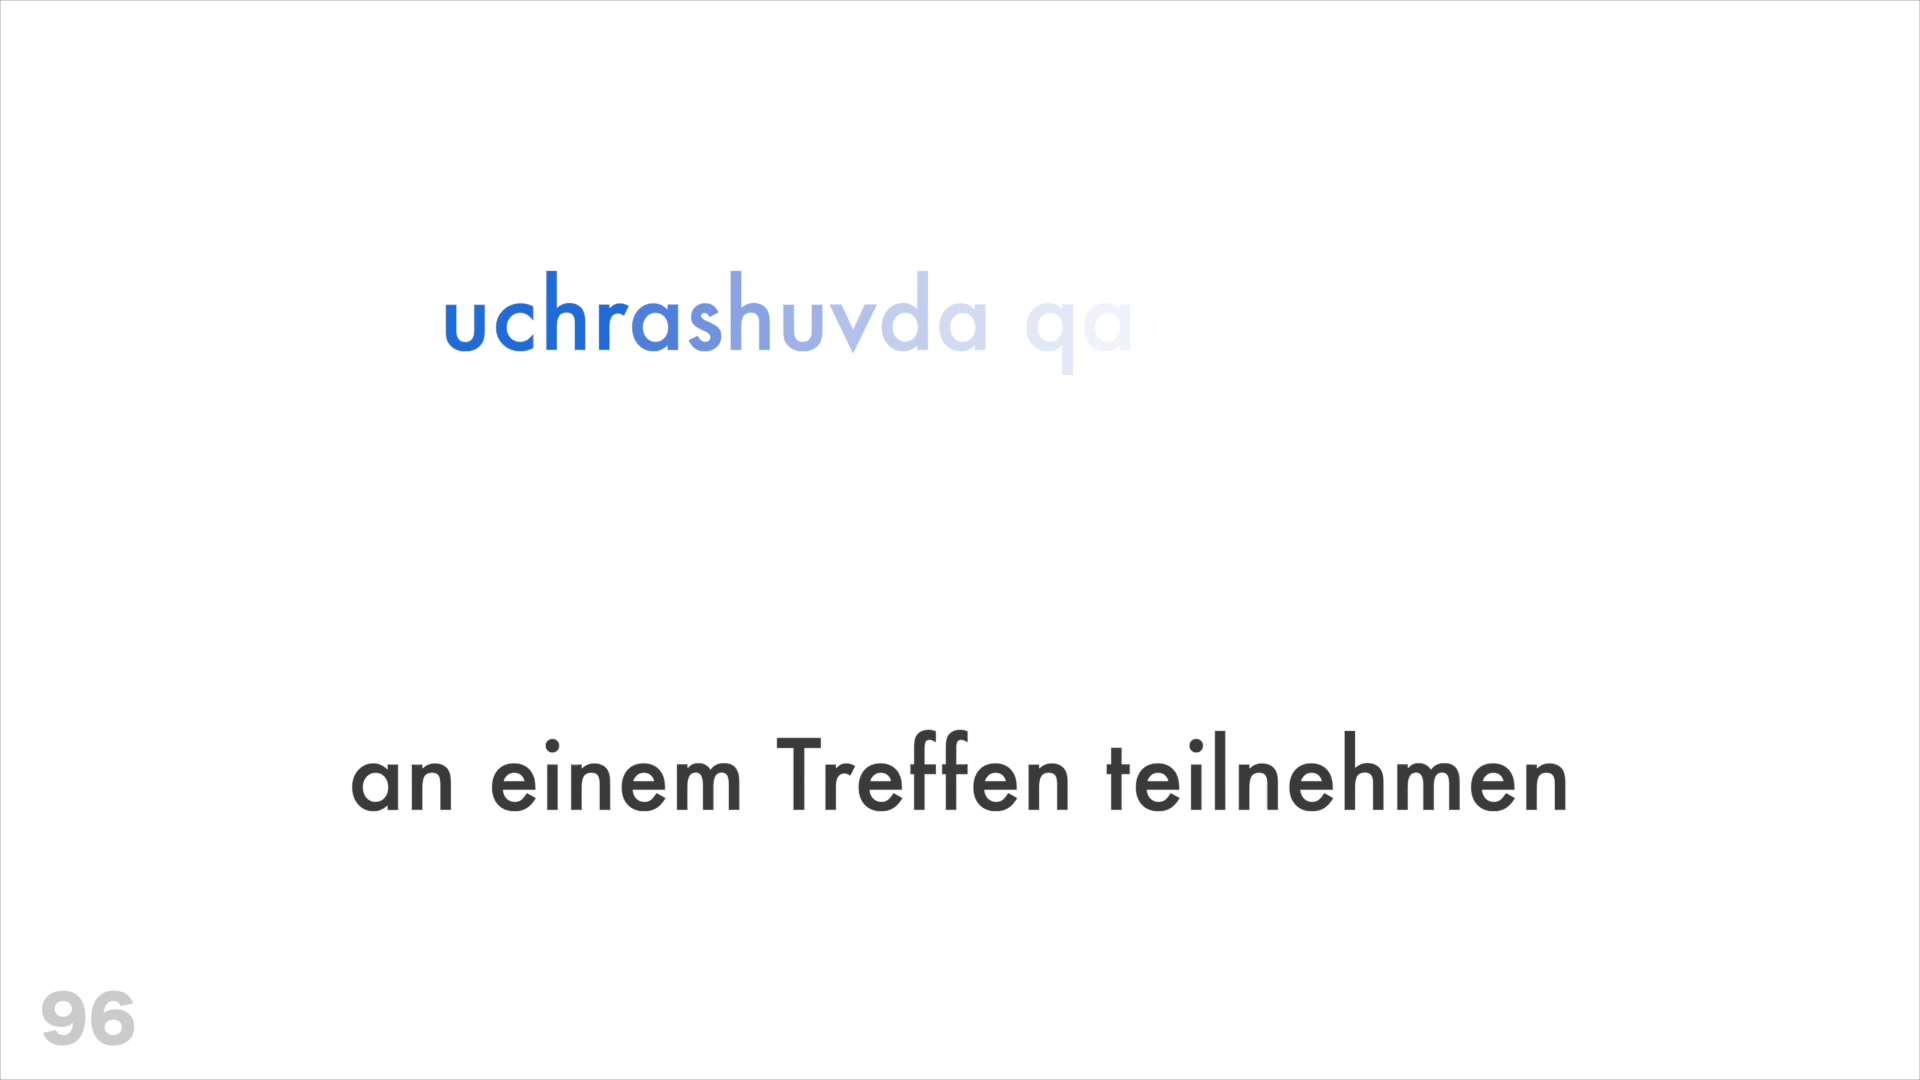 uchrashuvda
an einem Treffen teilnehmen
96